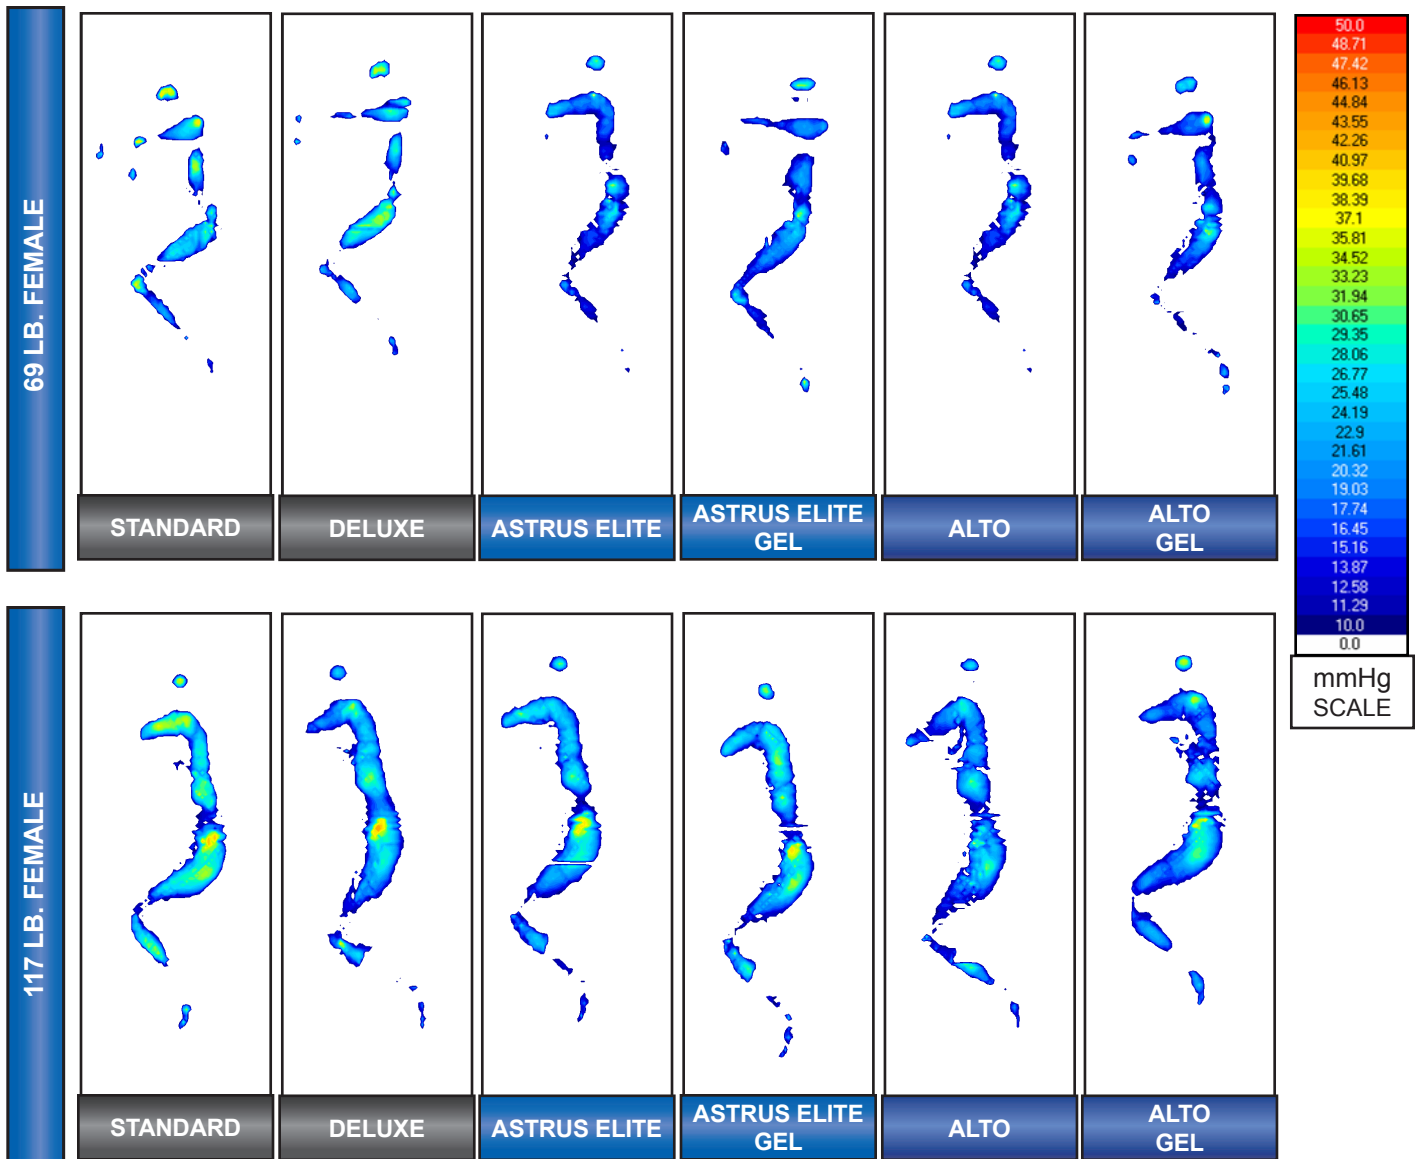 69 LB. FEMALE
STANDARD
DELUXE
ASTRUS ELITE
ASTRUS ELITE
GEL
ALTO
ALTO
GEL
50.0
48.71
47.42
46.13
44.84
43.55
42.26
40.97
39.68
38.39
37.1
35.81
34.52
33.23
31.94
30.65
29.35
28.06
26.77
25.48
24.19
22.9
21.61
20.32
19.03
17.74
16.45
15.16
13.87
12.58
11.29
10.0
0.0
mmHg
SCALE
117 LB. FEMALE
STANDARD
DELUXE
ASTRUS ELITE
ASTRUS ELITE
GEL
ALTO
ALTO
GEL